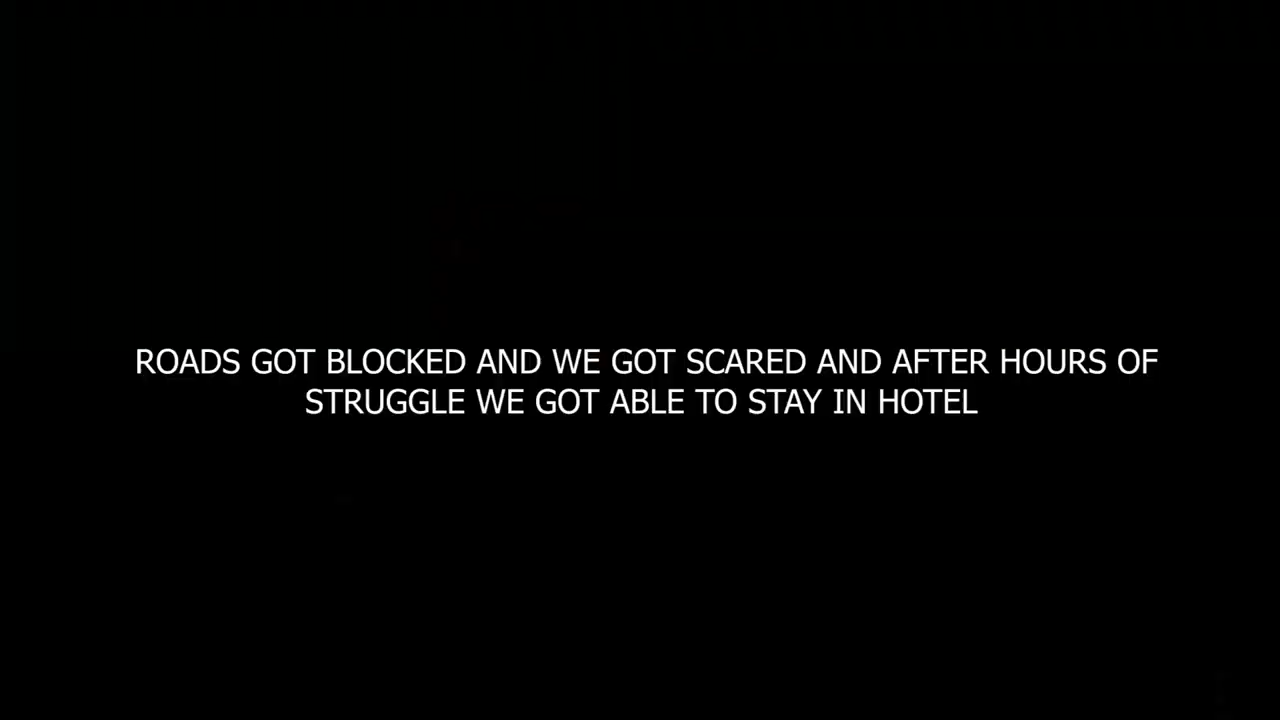 ROADS GOT BLOCKED AND WE GOT SCARED AND AFTER HOURS OF
STRUGGLE WE GOT ABLE TO STAY IN HOTEL